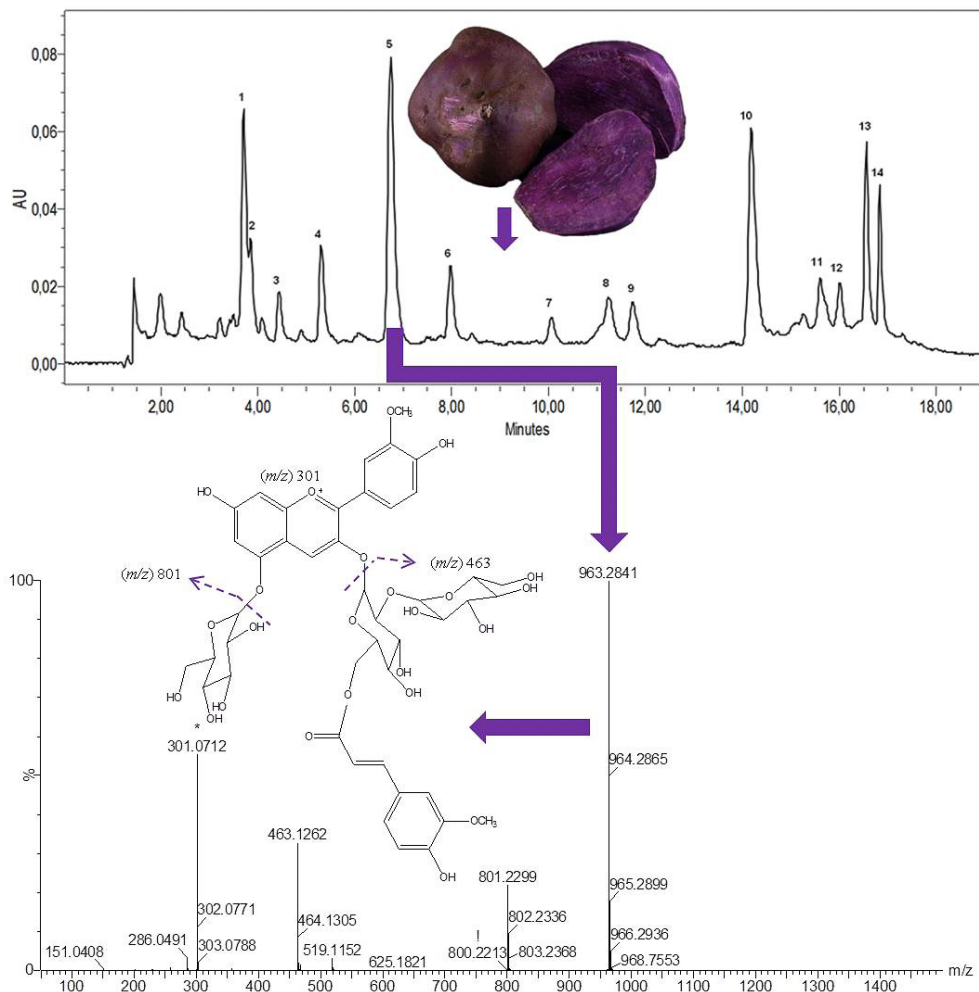 AU
0,08
0,06
0,04
0,02
0,00
1
2
3
4
5
6
7
8
9
10
11
12
13
14
2,00 4,00 6,00 8,00 10,00 12,00 14,00 16,00 18,00
Minutes
OCH3
OH
(m/z) 301
HO
O+
(m/z) 801
O
O
(m/z) 463
O
OH
HO
OH
OH
O
OH
HO
HO
OH
O
O
O
OH
OH
O
O
OCH3
OH
100
%
0
*
301.0712
302.0771
303.0788
286.0491
151.0408
463.1262
464.1305
519.1152
625.1821
!
800.2213
801.2299
802.2336
803.2368
963.2841
964.2865
965.2899
966.2936
968.7553
100 200 300 400 500 600 700 800 900 1000 1100 1200 1300 1400 m/z